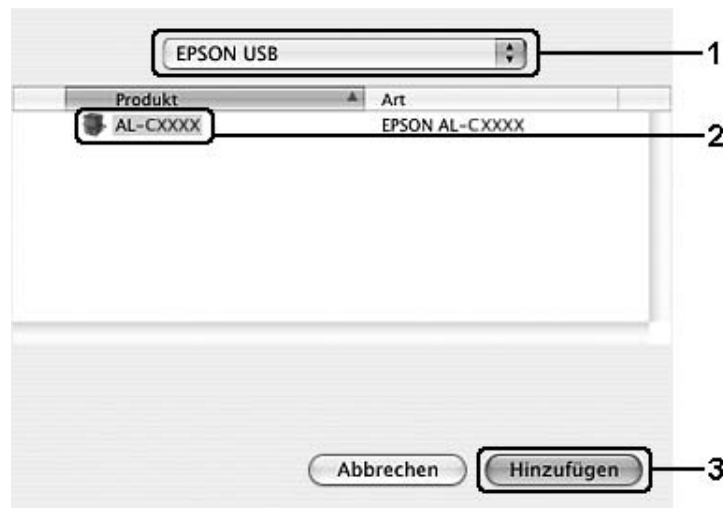 EPSON USB
1
Produkt Art
AL-CXXXX EPSON AL-CXXXX
2
Abbrechen Hinzufügen
3